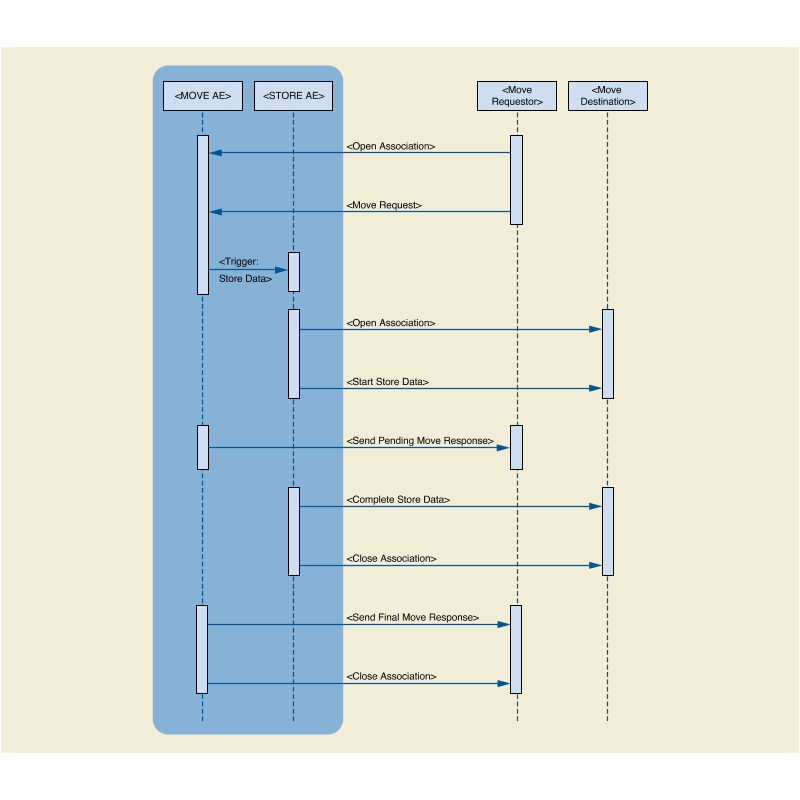 <MOVE AE>
<STORE AE>
<Move
Requestor>
<Move
Destination>
<Open Association>
<Move Request>
<Trigger:
Store Data>
<Open Association>
<Start Store Data>
<Send Pending Move Response>
<Complete Store Data>
<Close Association>
<Send Final Move Response>
<Close Association>